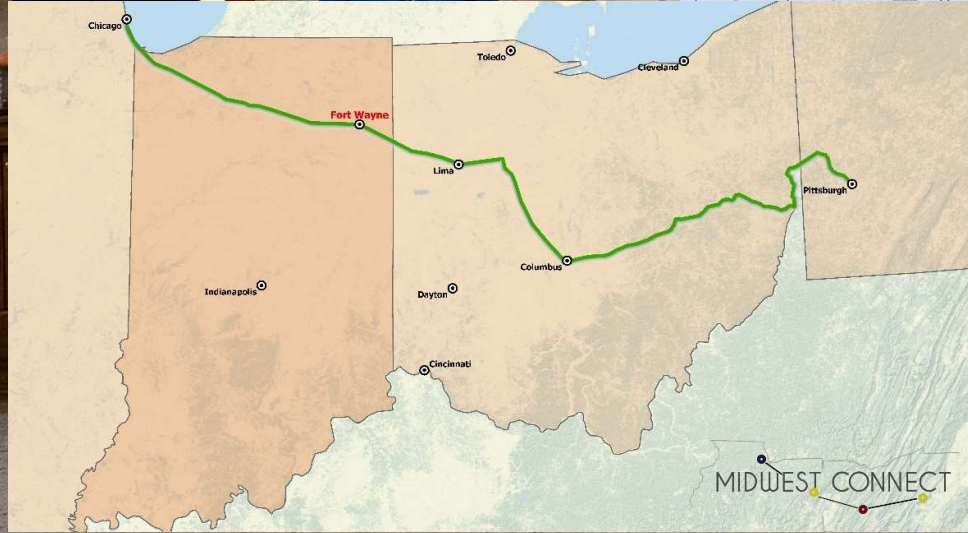 Chicago
Toledo
Cleveland
Fort Wayne
Lima
Pittsburgh
Columbus
Indianapolis
Dayton
Cincinnati
MIDWEST CONNECT